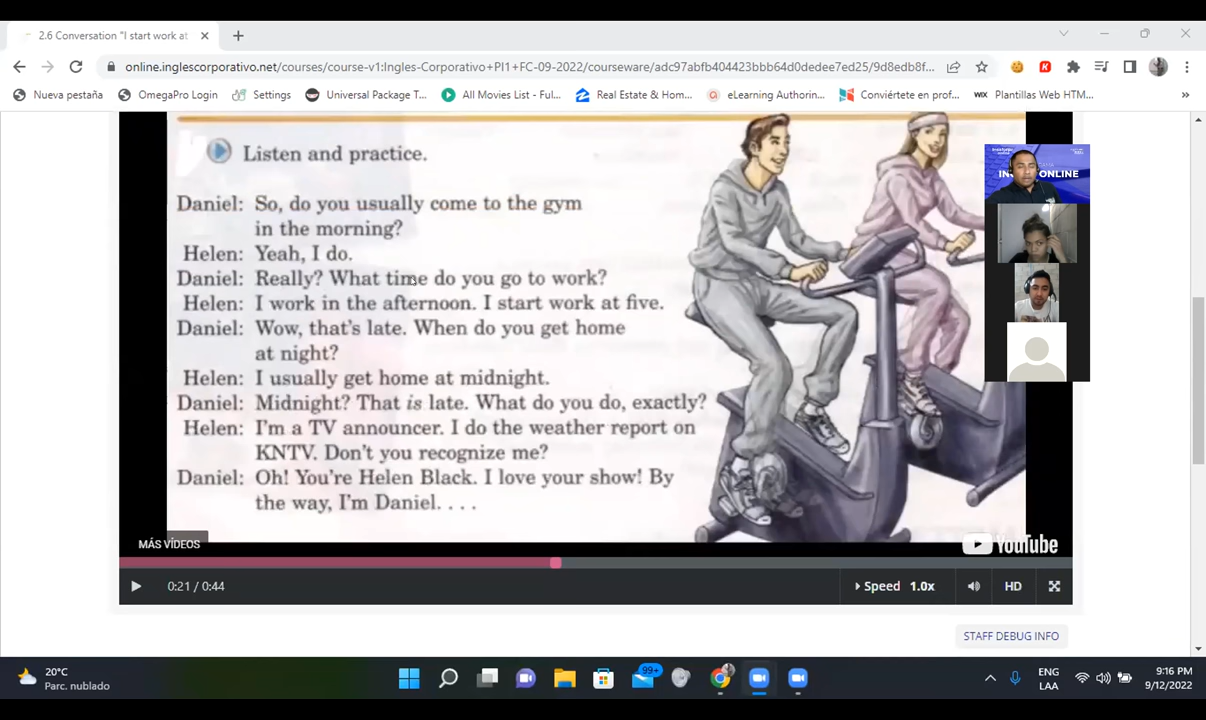 2.6 Conversation "I start work at
online.inglescorporativo.net/courses/course-v1:Ingles-Corporativo+PI1+FC-09-2022/courseware/adc97abfb404423bbb64d0dedee7ed25/9d8edb8f...
Nueva pestaña
OmegaPro Login
Settings
Universal Package T...
All Movies List - Ful...
Real Estate & Hom...
eLearning Authorin...
Conviértete en prof...
WIX Plantillas Web HTM...
Listen and practice.
Daniel: So, do you usually come to the gym
in the morning?
Helen: Yeah, I do.
Daniel: Really? What time do you go to work?
Helen: I work in the afternoon. I start work at five.
Daniel: Wow, that's late. When do you get home
at night?
Helen: I usually get home at midnight.
Daniel: Midnight? That is late. What do you do, exactly?
Helen: I'm a TV announcer. I do the weather report on
KNTV. Don't you recognize me?
Daniel: Oh! You're Helen Black. I love your show! By
the way, I'm Daniel. . . .
MÁS VÍDEOS
YouTube
0:21 / 0:44
Speed 1.0x
HD
STAFF DEBUG INFO
20°C
Parc. nublado
99+
ENG
LAA
9:16 PM
9/12/2022